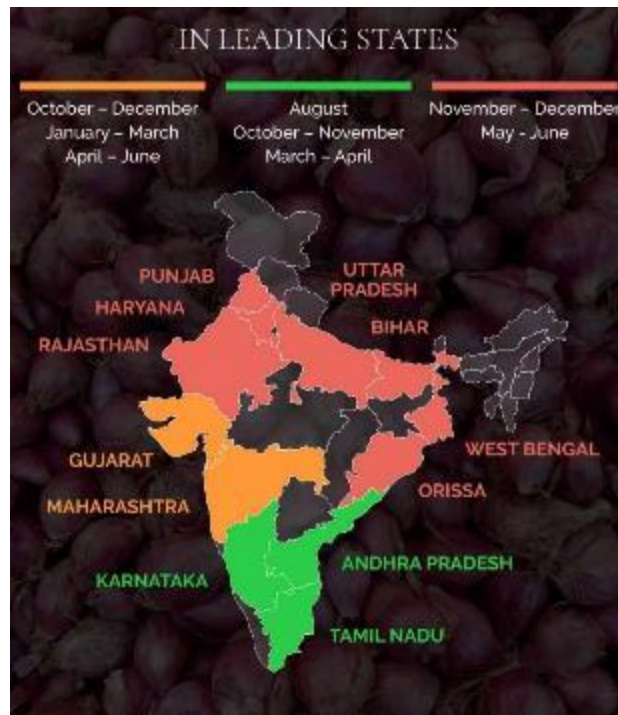 IN LEADING STATES
October – December
January – March
April – June
August
October – November
March – April
November – December
May - June
PUNJAB
HARYANA
RAJASTHAN
UTTAR
PRADESH
BIHAR
GUJARAT
MAHARASHTRA
WEST BENGAL
ORISSA
KARNATAKA
ANDHRA PRADESH
TAMIL NADU